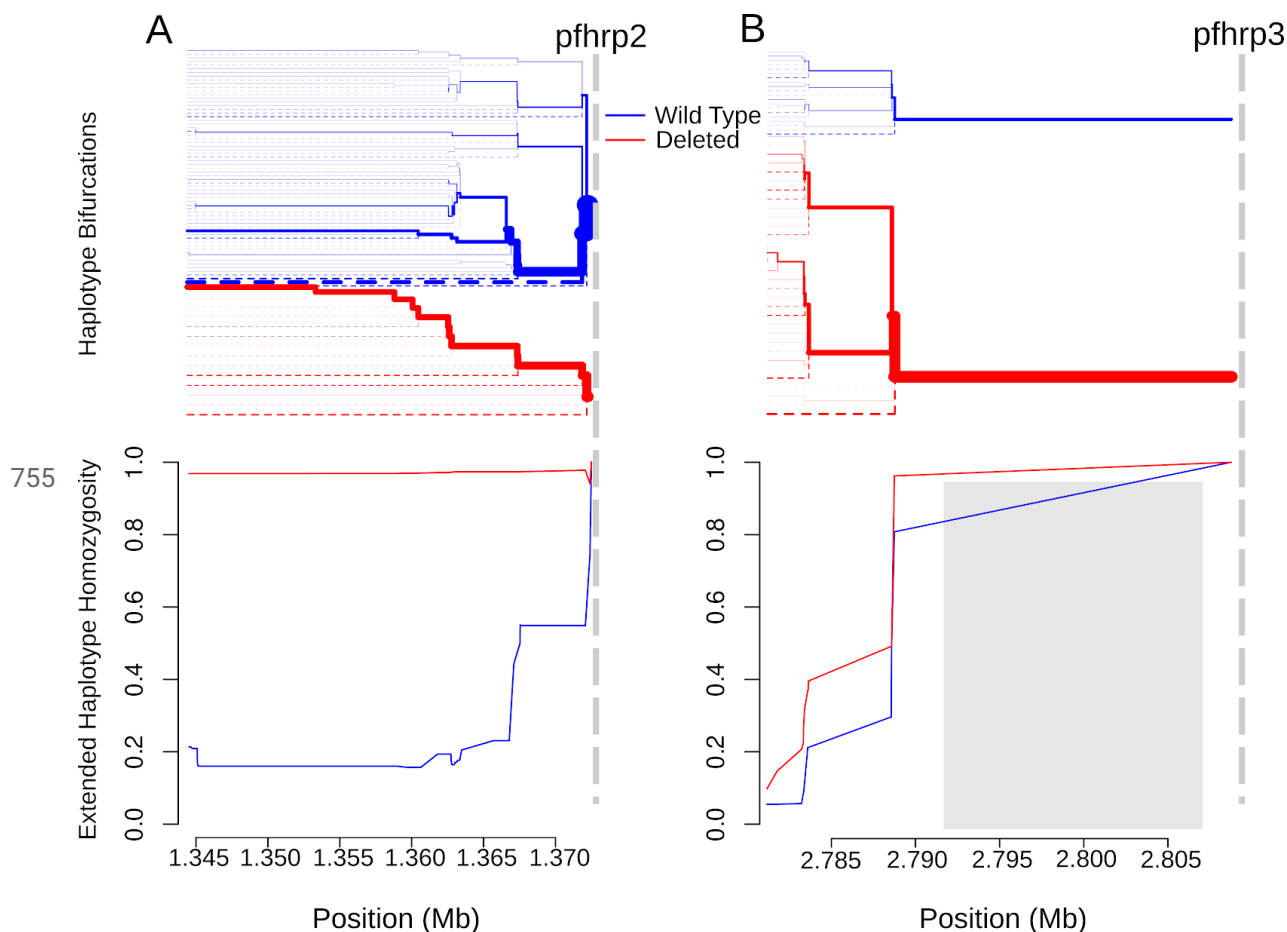 A
B
pfhrp2
pfhrp3
Wild Type
Deleted
Haplotype Bifurcations
755
Extended Haplotype Homozygosity
1.0
0.8
0.6
0.4
0.2
0.0
1.0
0.8
0.6
0.4
0.2
0.0
1.345 1.350 1.355 1.360 1.365 1.370
2.785 2.790 2.795 2.800 2.805
Position (Mb)
Position (Mb)